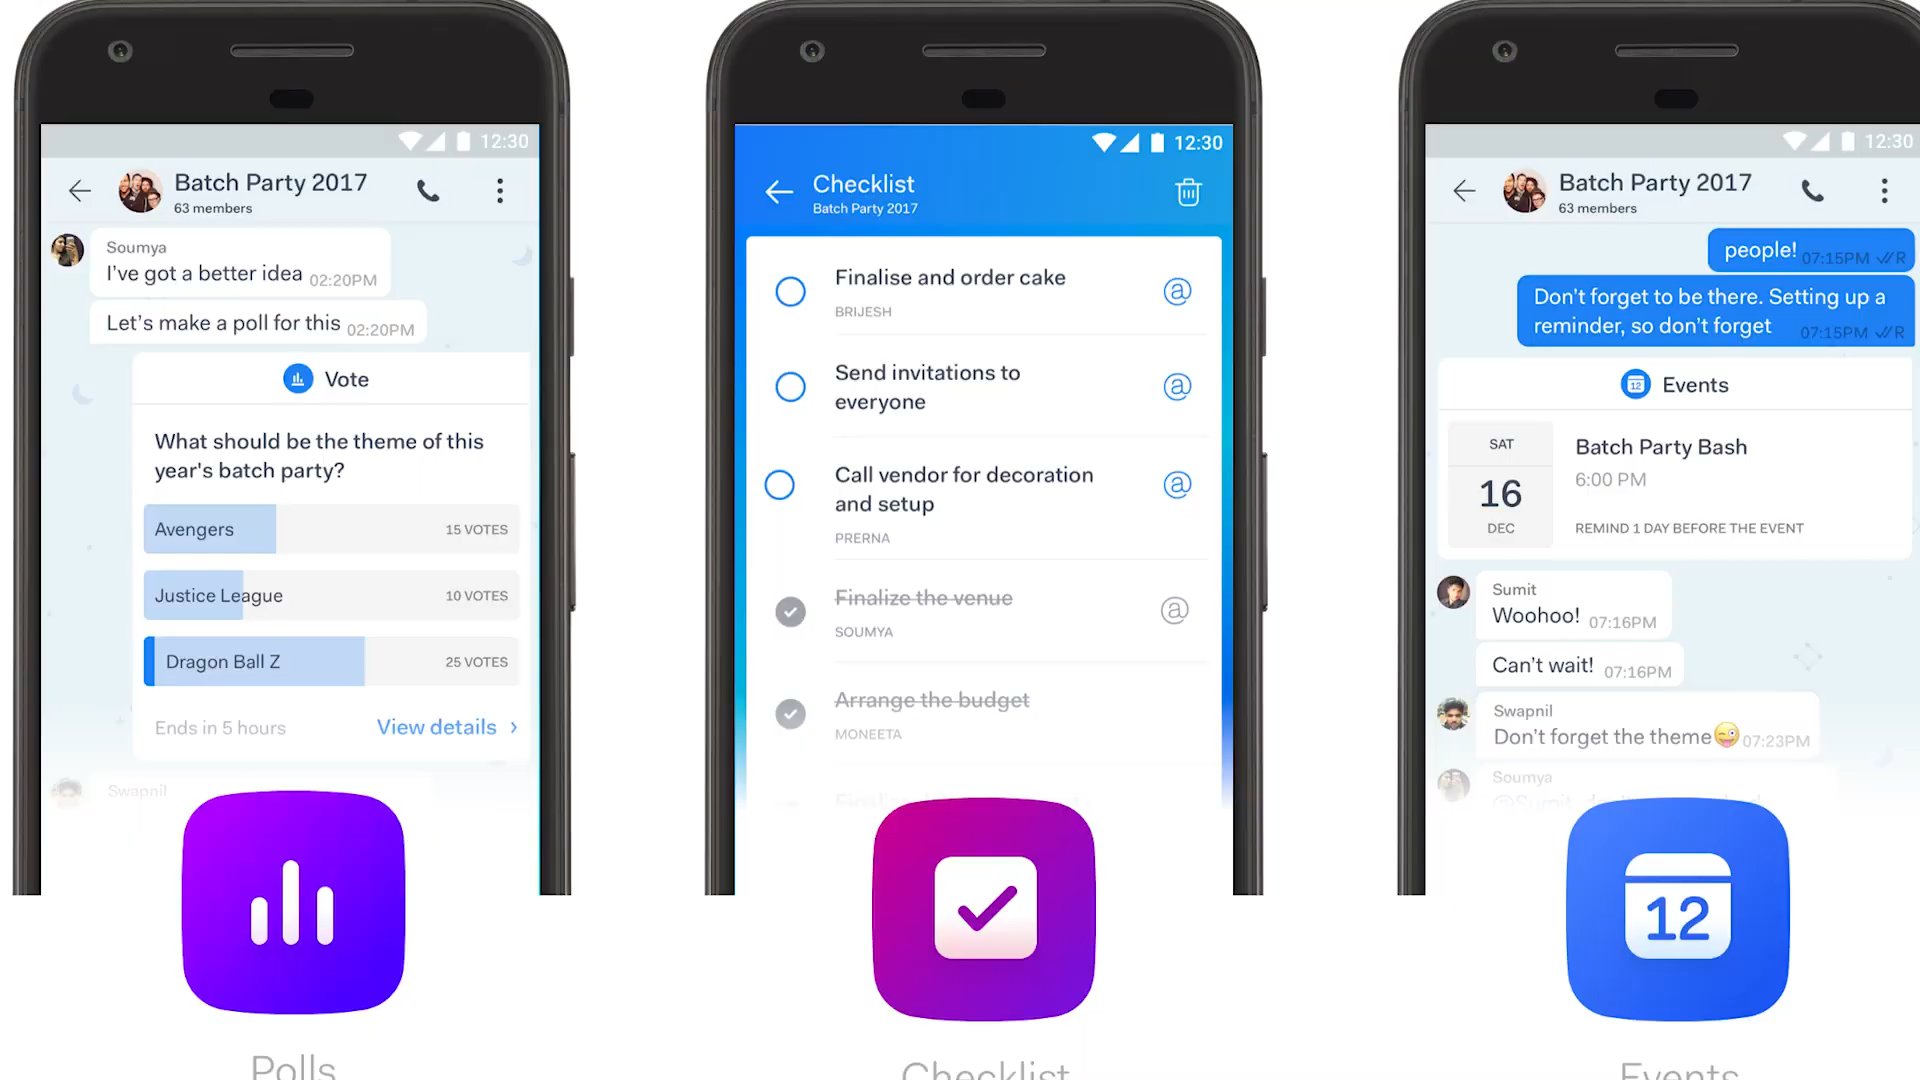 12:30
Batch Party 2017
63 members
Soumya
I've got a better idea 02:20PM
Let's make a poll for this 02:20PM
Vote
What should be the theme of this
year's batch party?
Avengers 15 VOTES
Justice League 10 VOTES
Dragon Ball Z 25 VOTES
Ends in 5 hours View details
Swapnil
Polls
12:30
Checklist
Batch Party 2017
Finalise and order cake @
BRIJESH
Send invitations to
everyone @
Call vendor for decoration
and setup @
PRERNA
Finalize the venue @
SOUMYA
Arrange the budget
MONEETA
Checklist
12:30
Batch Party 2017
63 members
people! 07:15PM R
Don't forget to be there. Setting up a
reminder, so don't forget 07:15PM R
12 Events
SAT
16
DEC
Batch Party Bash
6:00 PM
REMIND 1 DAY BEFORE THE EVENT
Sumit
Woohoo! 07:16PM
Can't wait! 07:16PM
Swapnil
Don't forget the theme😜 07:23PM
Soumya
12
Events